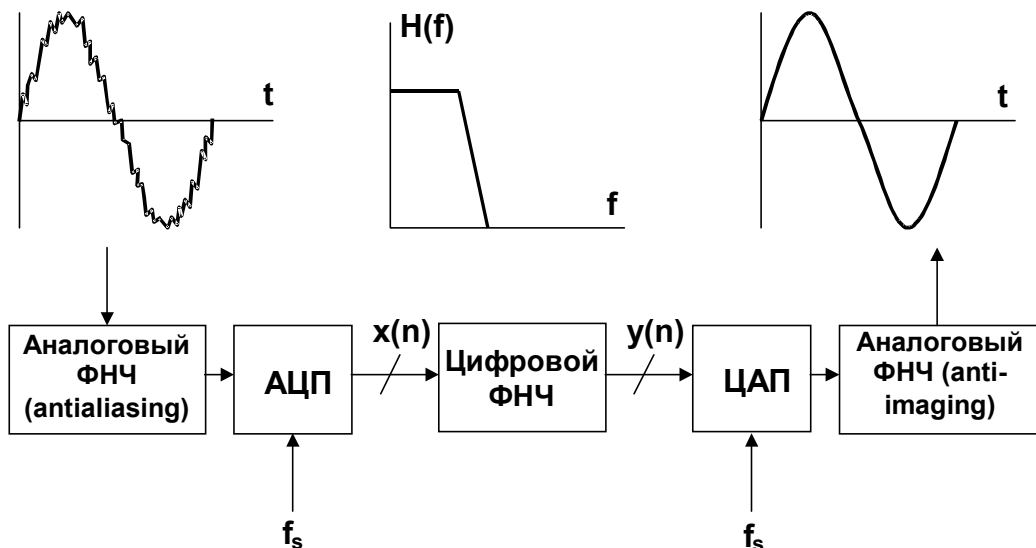 t
H(f)
f
t
Аналоговый
ФНЧ
(antialiasing)
АЦП
x(n)
Цифровой
ФНЧ
y(n)
ЦАП
Аналоговый
ФНЧ (anti-
imaging)
fs
fs